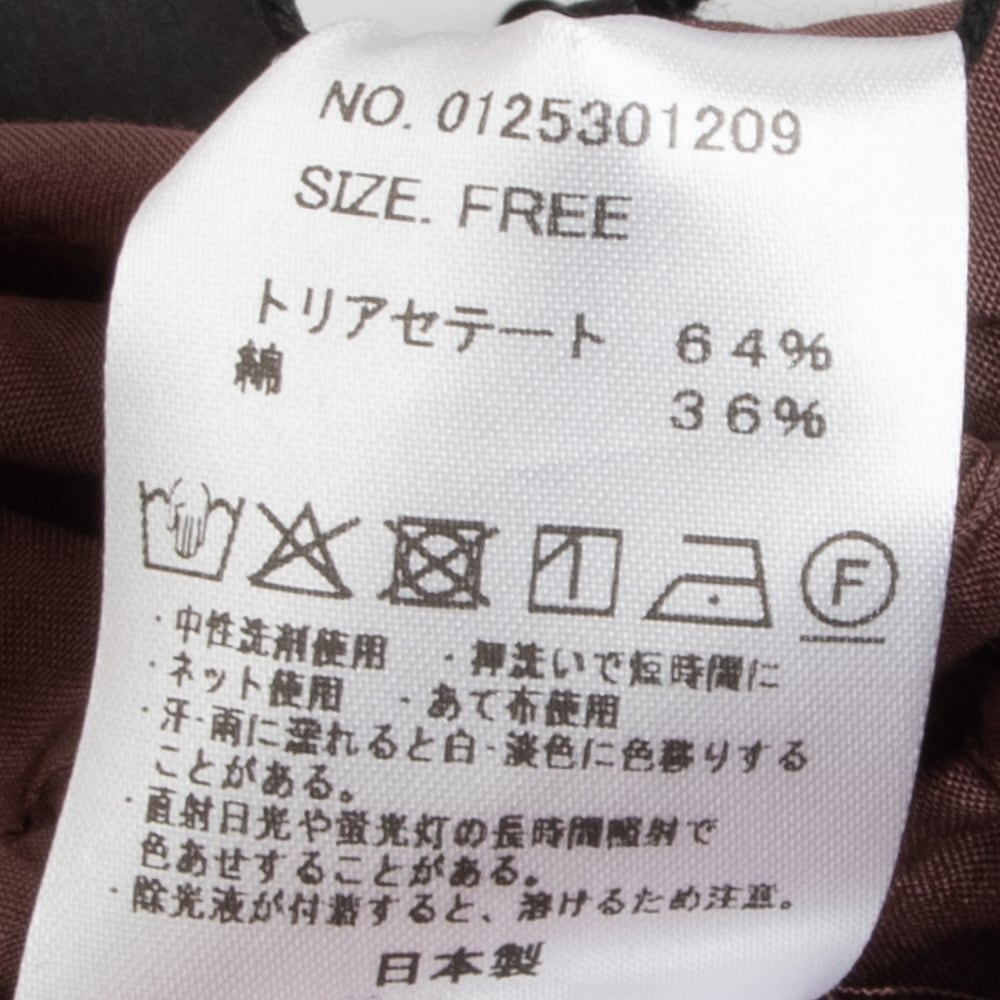 NO. 0125301209
SIZE. FREE
トリアセテート 64%
綿 36%
F
・中性洗剤使用 ・押洗いで短時間に
・ネット使用 ・あて布使用
・汗・雨に濡れると白・淡色に色移りする
ことがある。
・直射日光や蛍光灯の長時間照射で
色あせすることがある。
・除光液が付着すると、溶けるため注意。
日本製